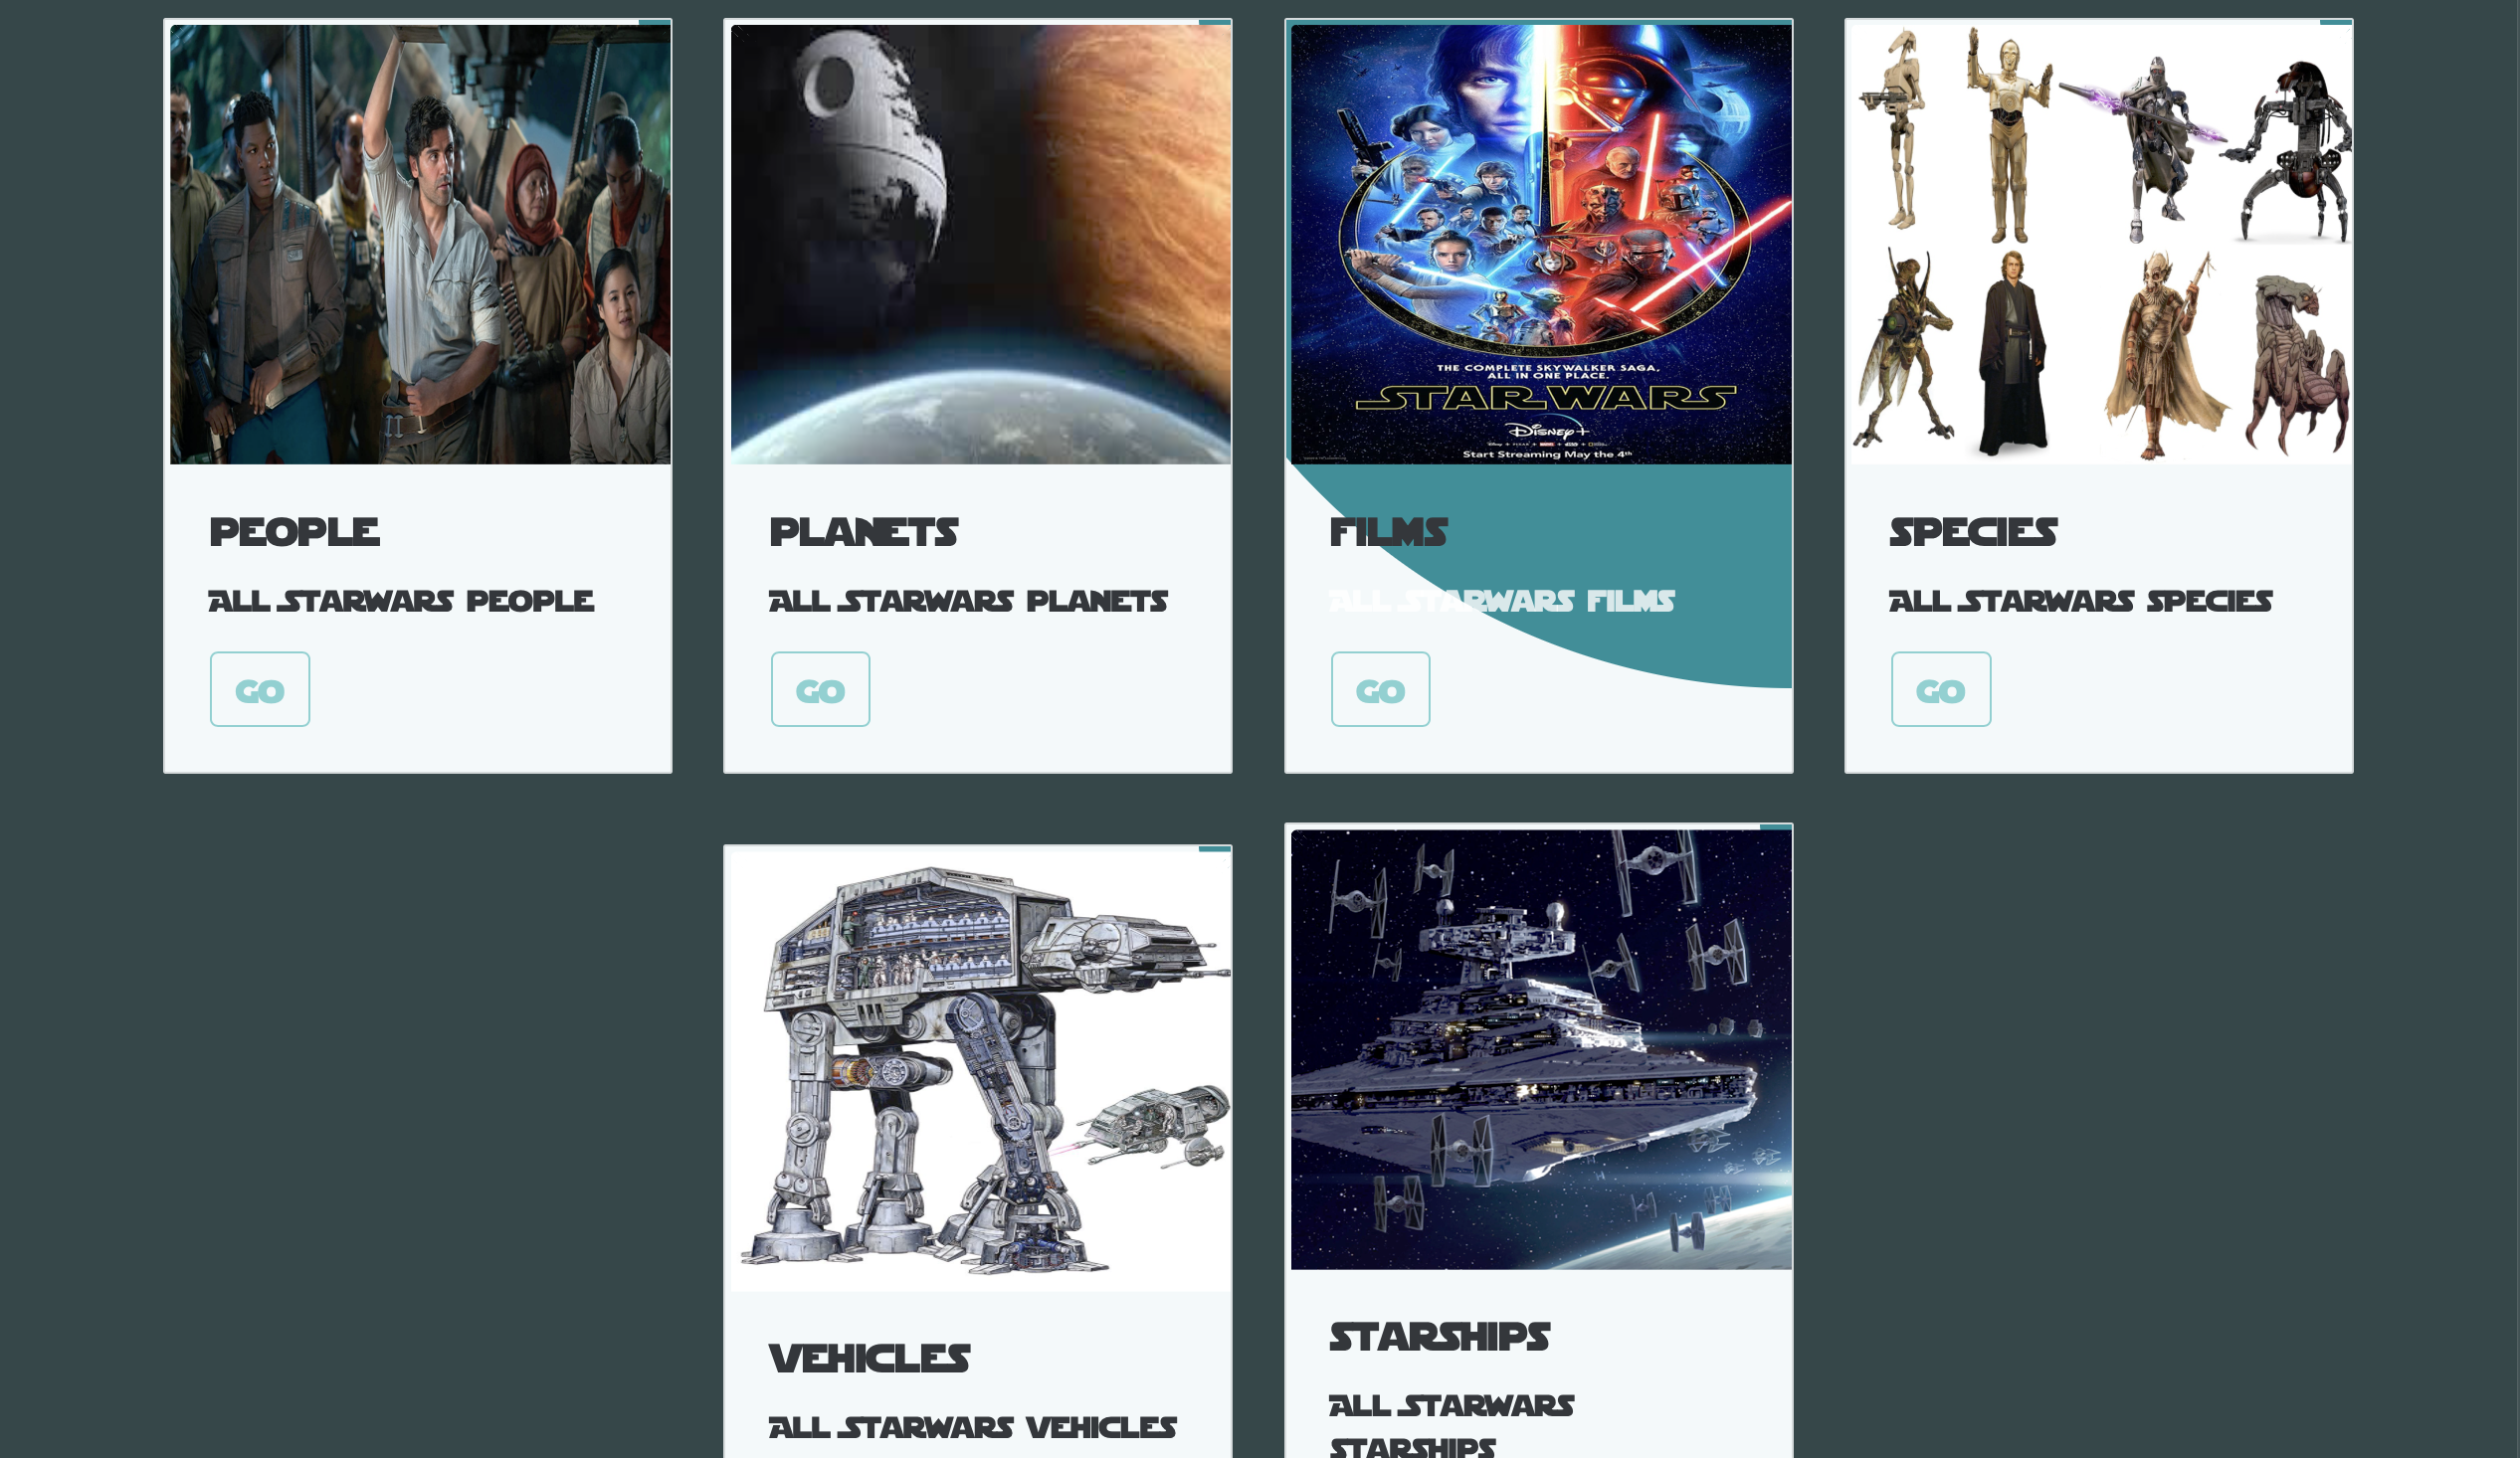 THE COMPLETE SKYWALKER SAGA,
ALL IN ONE PLACE.
STAR WARS
Disney+
Start Streaming May the 4th
PEOPLE
ALL STARWARS PEOPLE
GO
PLANETS
ALL STARWARS PLANETS
GO
FILMS
ALL STARWARS FILMS
GO
SPECIES
ALL STARWARS SPECIES
GO
VEHICLES
ALL STARWARS VEHICLES
STARSHIPS
ALL STARWARS
STARSHIPS